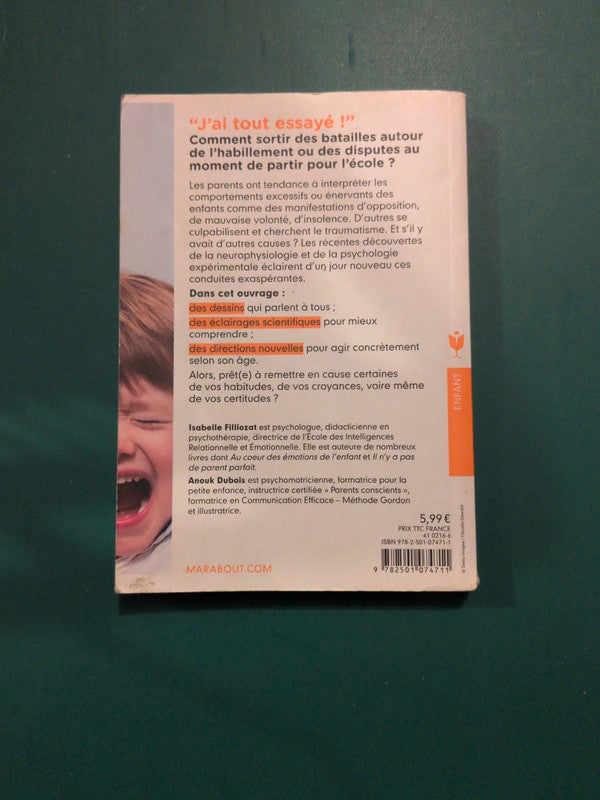 “J’ai tout essayé !”
Comment sortir des batailles autour
de l’habillement ou des disputes au
moment de partir pour l’école ?
Les parents ont tendance à interpréter les
comportements excessifs ou énervants des
enfants comme des manifestations d’opposition,
de mauvaise volonté, d’insolence. D’autres se
culpabilisent et cherchent le traumatisme. Et s’il y
avait d’autres causes ? Les récentes découvertes
de la neurophysiologie et de la psychologie
expérimentale éclairent d’un jour nouveau ces
conduites exaspérantes.
Dans cet ouvrage :
des dessins qui parlent à tous ;
des éclairages scientifiques pour mieux
comprendre ;
des directions nouvelles pour agir concrètement
selon son âge.
Alors, prêt(e) à remettre en cause certaines
de vos habitudes, de vos croyances, voire même
de vos certitudes ?
Isabelle Filliozat est psychologue, didacticienne en
psychothérapie, directrice de l’École des Intelligences
Relationnelle et Émotionnelle. Elle est auteure de nombreux
livres dont Au coeur des émotions de l’enfant et Il n’y a pas
de parent parfait.
Anouk Dubois est psychomotricienne, formatrice pour la
petite enfance, instructrice certifiée « Parents conscients »,
formatrice en Communication Efficace – Méthode Gordon
et illustratrice.
5,99 €
PRIX TTC FRANCE
41 0216 6
ISBN 978-2-501-07471-1
9 782501 074711
MARABOUT.COM
ENFANT
© Getty Images / Claudia Dewald